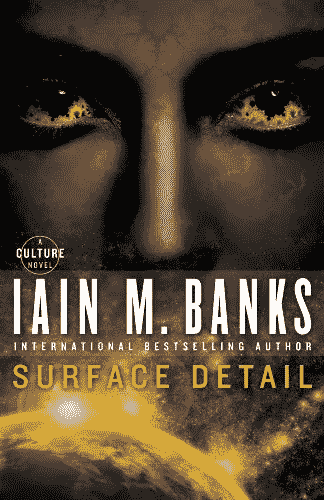 A
CULTURE
NOVEL
IAIN M. BANKS
INTERNATIONAL BESTSELLING AUTHOR
SURFACE DETAIL